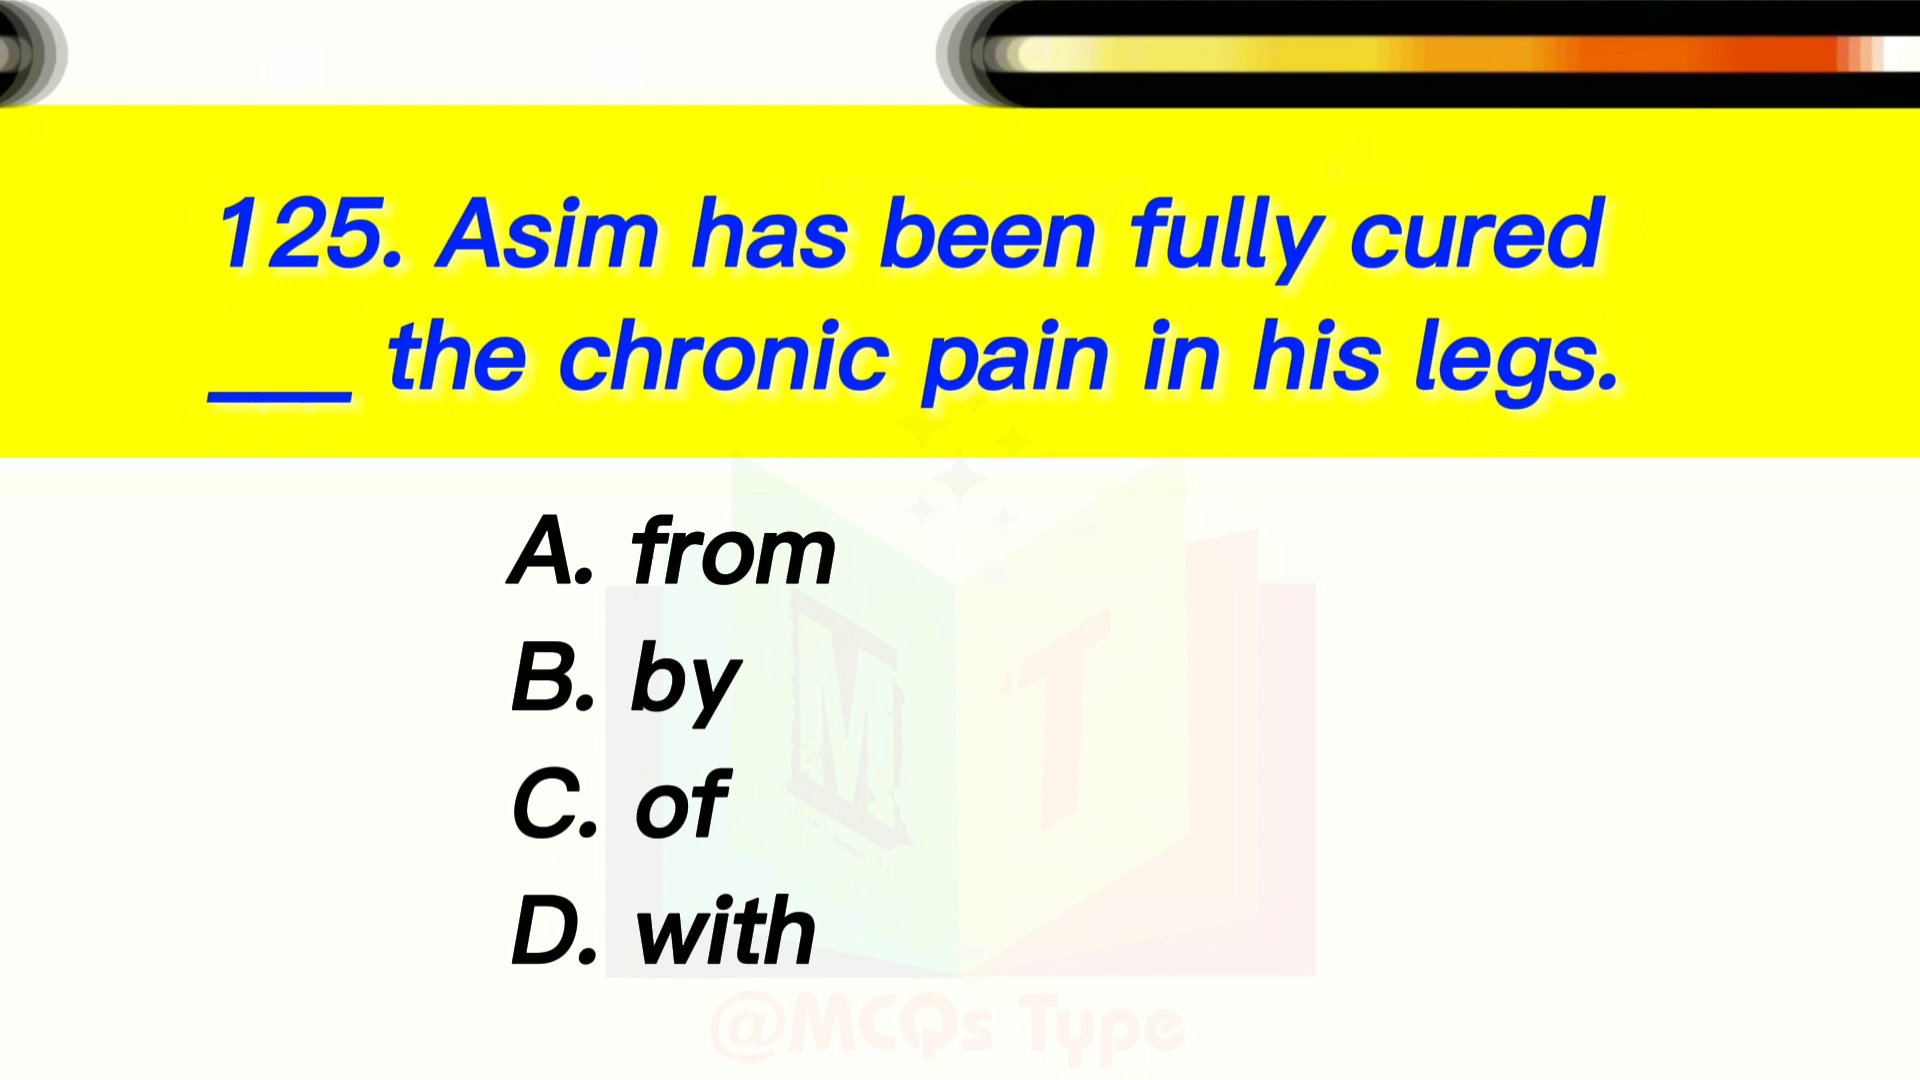 125. Asim has been fully cured
___ the chronic pain in his legs.
A. from
B. by
C. of
D. with
M T
@MCQs Type